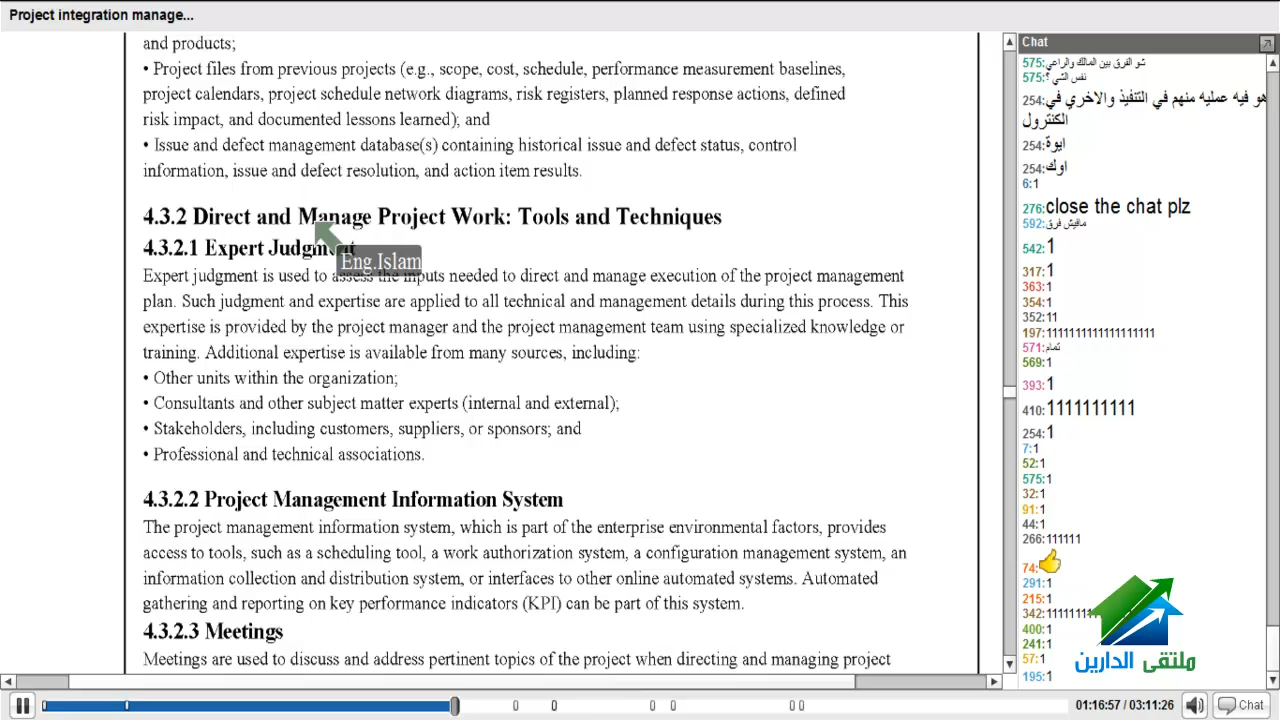 Project integration manage...
and products;
• Project files from previous projects (e.g., scope, cost, schedule, performance measurement baselines,
project calendars, project schedule network diagrams, risk registers, planned response actions, defined
risk impact, and documented lessons learned); and
• Issue and defect management database(s) containing historical issue and defect status, control
information, issue and defect resolution, and action item results.
4.3.2 Direct and Manage Project Work: Tools and Techniques
4.3.2.1 Expert Judgment
Eng.Islam
Expert judgment is used to assess the inputs needed to direct and manage execution of the project management
plan. Such judgment and expertise are applied to all technical and management details during this process. This
expertise is provided by the project manager and the project management team using specialized knowledge or
training. Additional expertise is available from many sources, including:
• Other units within the organization;
• Consultants and other subject matter experts (internal and external);
• Stakeholders, including customers, suppliers, or sponsors; and
• Professional and technical associations.
4.3.2.2 Project Management Information System
The project management information system, which is part of the enterprise environmental factors, provides
access to tools, such as a scheduling tool, a work authorization system, a configuration management system, an
information collection and distribution system, or interfaces to other online automated systems. Automated
gathering and reporting on key performance indicators (KPI) can be part of this system.
4.3.2.3 Meetings
Meetings are used to discuss and address pertinent topics of the project when directing and managing project
Chat
575: شو الفرق بين المالك والراعي
575: نفس الشي ؟
254: هو فيه عمليه منهم في التنفيذ والاخري في
الكنترول
254: ايوة
254: اوك
6:1
276:close the chat plz
592: مافيش فرق
542:1
317:1
363:1
354:1
352:11
197:111111111111111111
571: تمام
569:1
393:1
410:1111111111
254:1
7:1
52:1
575:1
32:1
91:1
44:1
266:111111
74:
291:1
215:1
400:1
241:1
57:1
195:1
ملتقى الدارين
01:16:57 / 03:11:26
Chat